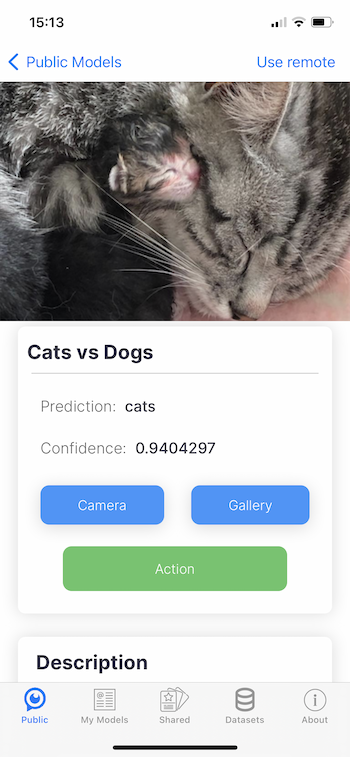 15:13
Public Models Use remote
Cats vs Dogs
Prediction: cats
Confidence: 0.9404297
Camera Gallery
Action
Description
Public My Models Shared Datasets About